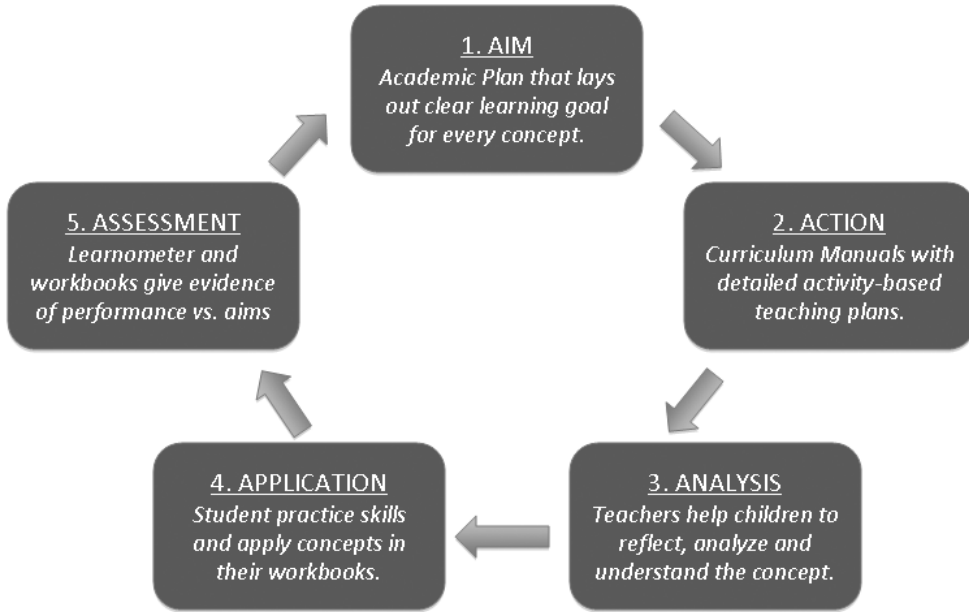 1. AIM
Academic Plan that lays
out clear learning goal
for every concept.
2. ACTION
Curriculum Manuals with
detailed activity-based
teaching plans.
3. ANALYSIS
Teachers help children to
reflect, analyze and
understand the concept.
4. APPLICATION
Student practice skills
and apply concepts in
their workbooks.
5. ASSESSMENT
Learnometer and
workbooks give evidence
of performance vs. aims